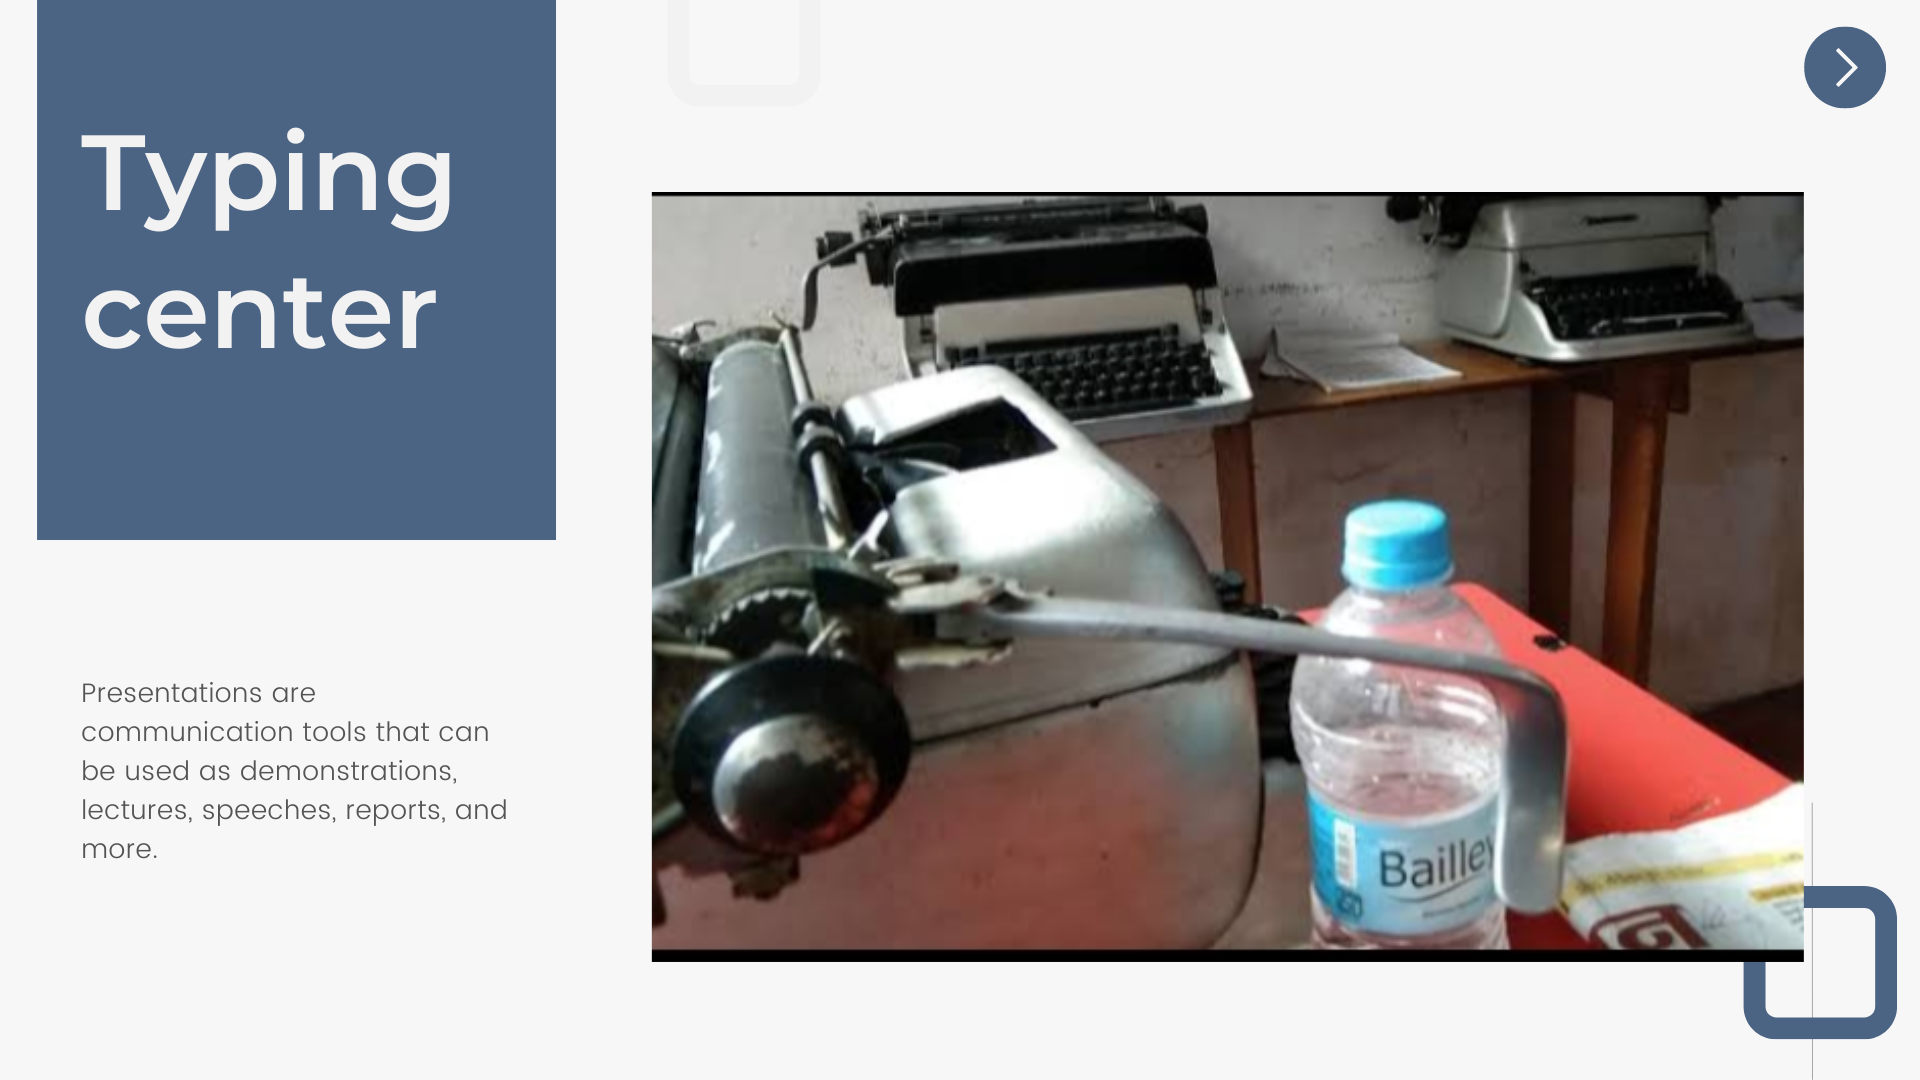 Typing
center
Presentations are
communication tools that can
be used as demonstrations,
lectures, speeches, reports, and
more.
Bailley